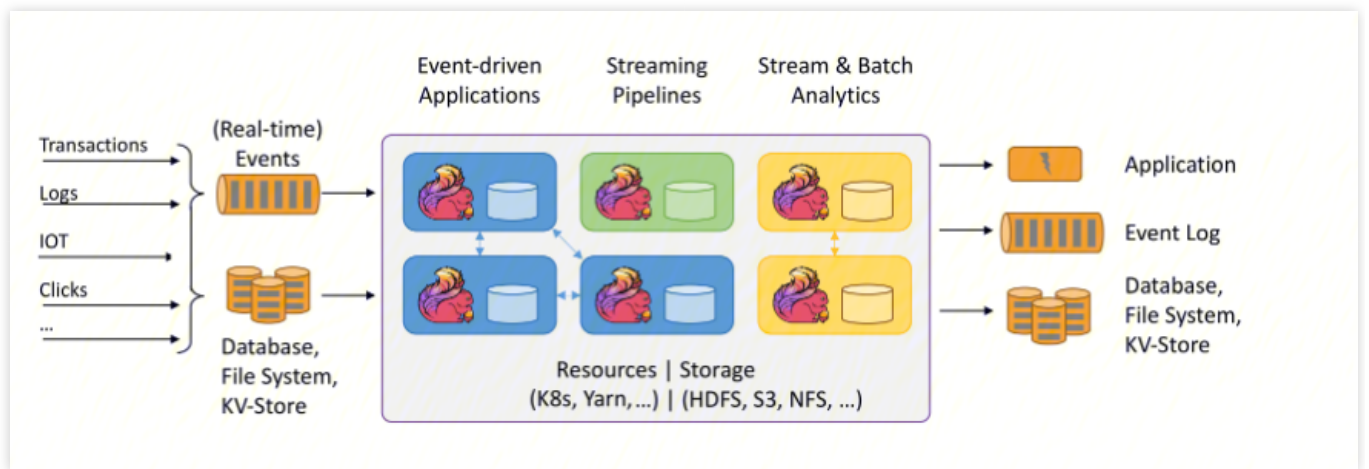 Event-driven
Applications
Streaming
Pipelines
Stream & Batch
Analytics
Transactions
Logs
IOT
Clicks
...
(Real-time)
Events
Database,
File System,
KV-Store
Resources | Storage
(K8s, Yarn,...) | (HDFS, S3, NFS, ...)
Application
Event Log
Database,
File System,
KV-Store